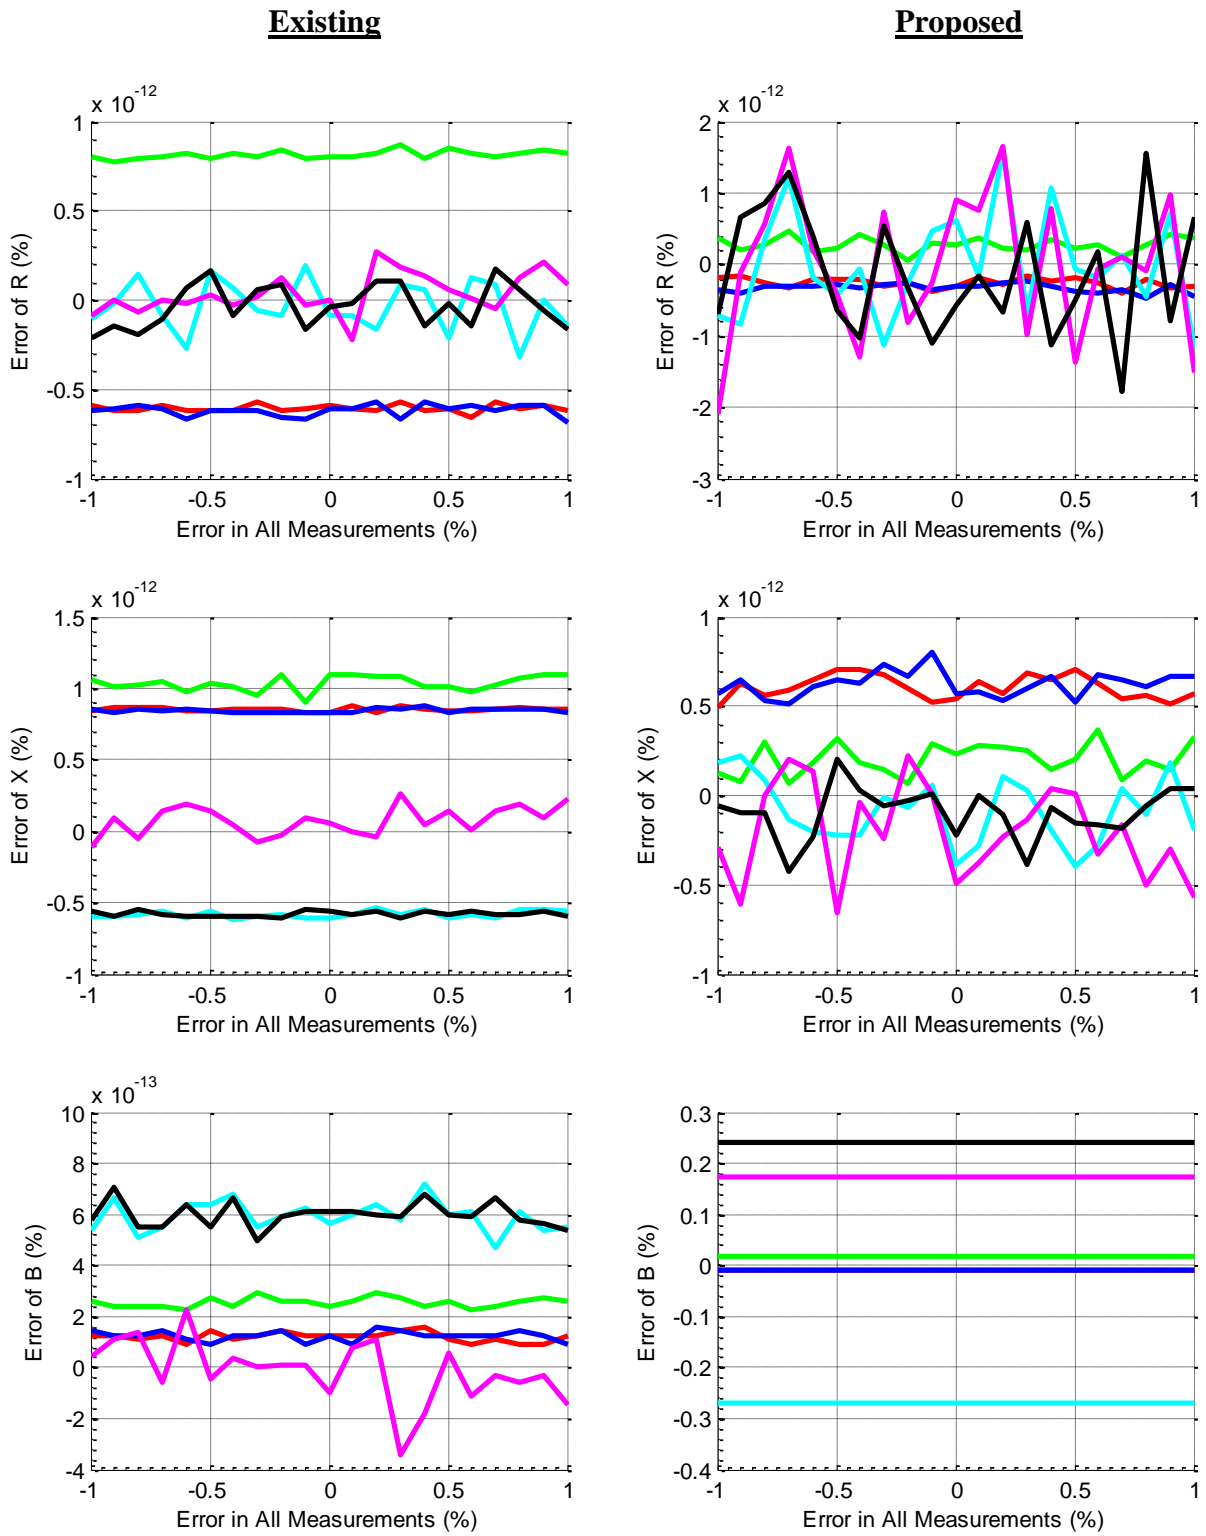 Existing
Proposed
x 10^-12
1
0.5
0
-0.5
-1
-1 -0.5 0 0.5 1
Error of R (%)
Error in All Measurements (%)
x 10^-12
2
1
0
-1
-2
-3
-1 -0.5 0 0.5 1
Error of R (%)
Error in All Measurements (%)
x 10^-12
1.5
1
0.5
0
-0.5
-1
-1 -0.5 0 0.5 1
Error of X (%)
Error in All Measurements (%)
x 10^-12
1
0.5
0
-0.5
-1
-1 -0.5 0 0.5 1
Error of X (%)
Error in All Measurements (%)
x 10^-13
10
8
6
4
2
0
-2
-4
-1 -0.5 0 0.5 1
Error of B (%)
Error in All Measurements (%)
0.3
0.2
0.1
0
-0.1
-0.2
-0.3
-0.4
-1 -0.5 0 0.5 1
Error of B (%)
Error in All Measurements (%)